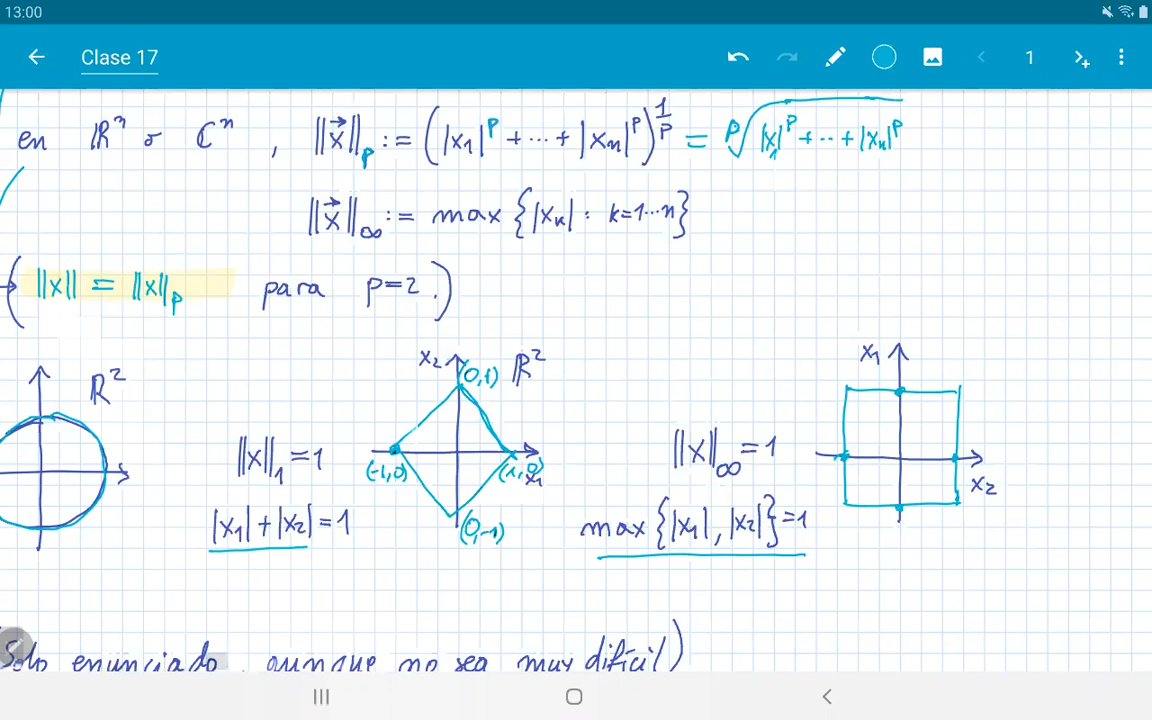 13:00
Clase 17
1
en ℝⁿ o ℂⁿ , ||x⃗||ₚ := (|x₁|ᵖ + ··· + |xₙ|ᵖ)^(1/p) = ᵖ√(|x₁|ᵖ + ··· + |xₙ|ᵖ)
||x⃗||∞ := max {|xₖ| : k=1···n}
(||x|| = ||x||ₚ para p=2.)
ℝ²
x₂
(0,1)
ℝ²
x₁
||x||₁ = 1
(-1,0)
(1,0)
x₁
||x||∞ = 1
x₂
|x₁| + |x₂| = 1
(0,-1)
max {|x₁|, |x₂|} = 1
Solo enunciado, aunque no sea muy difícil)